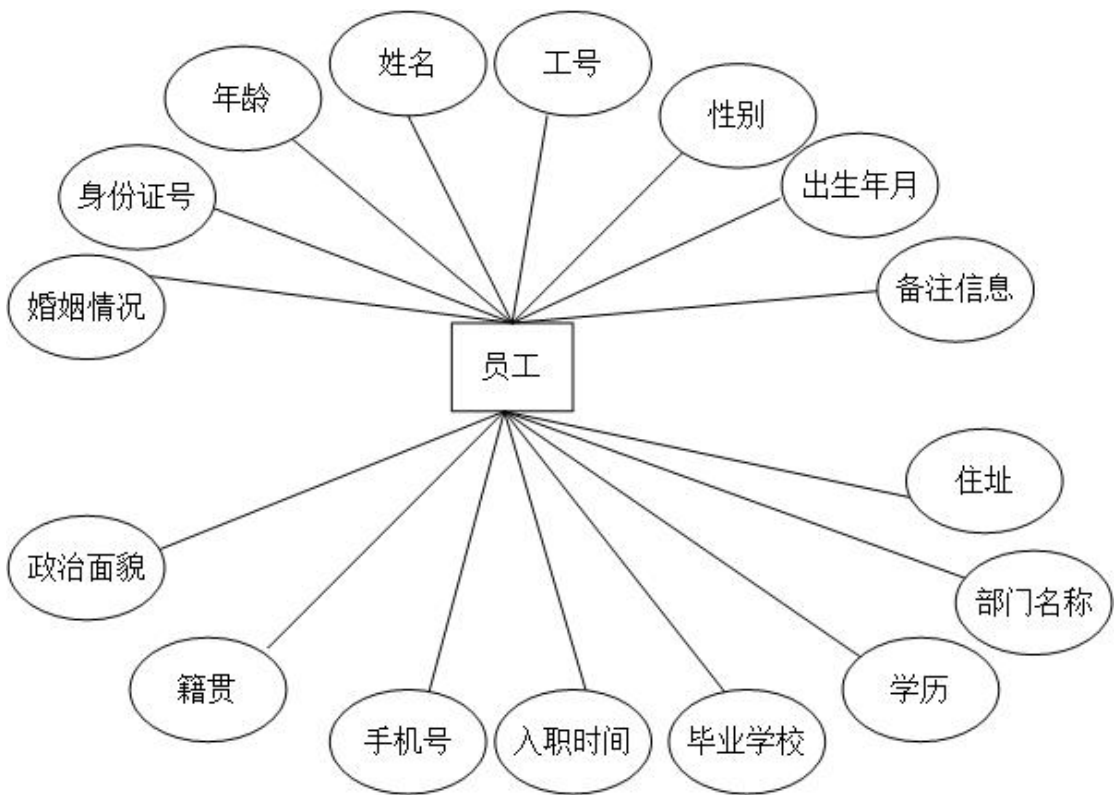 姓名
工号
年龄
性别
身份证号
出生年月
婚姻情况
备注信息
员工
住址
政治面貌
部门名称
籍贯
学历
手机号
入职时间
毕业学校